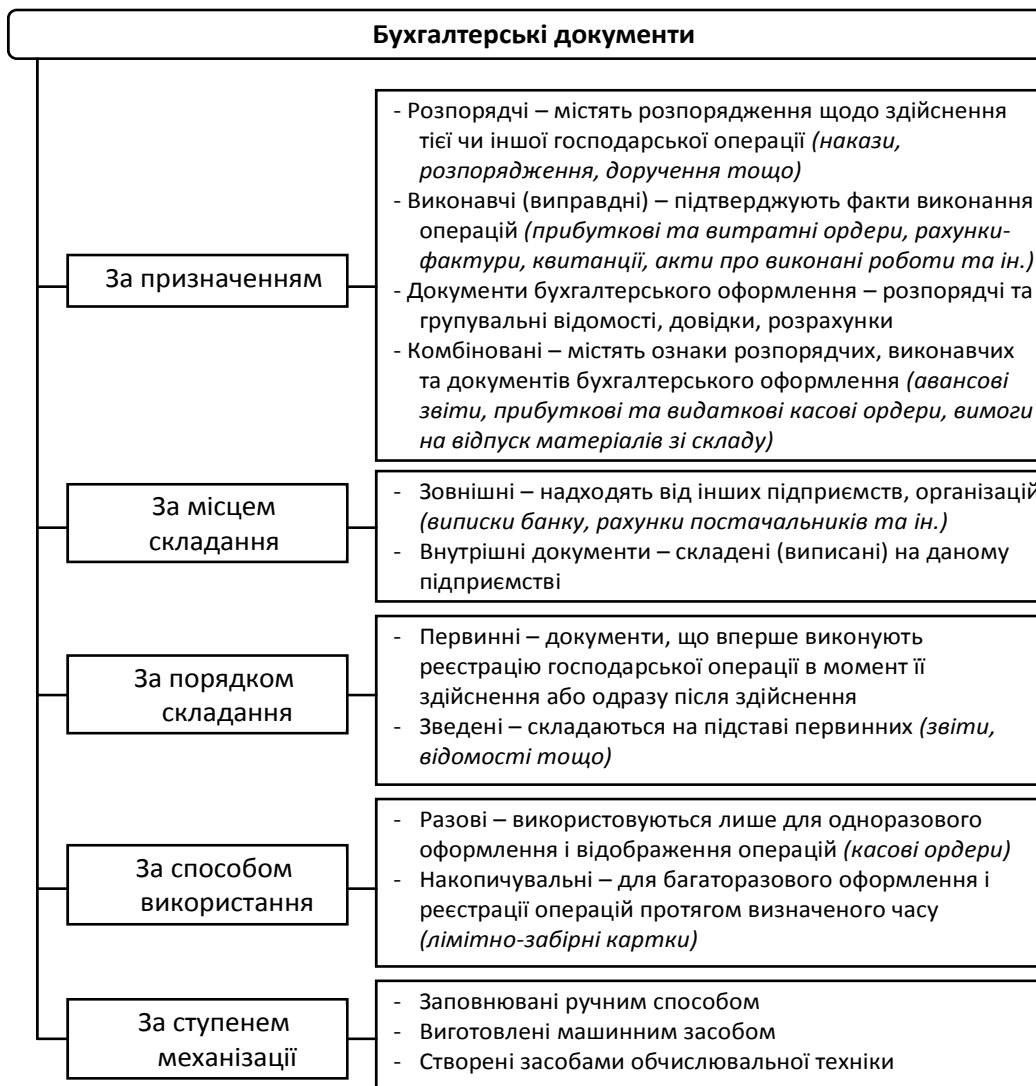 Бухгалтерські документи
За призначенням
- Розпорядчі – містять розпорядження щодо здійснення
тієї чи іншої господарської операції (накази,
розпорядження, доручення тощо)
- Виконавчі (виправдні) – підтверджують факти виконання
операцій (прибуткові та витратні ордери, рахунки-
фактури, квитанції, акти про виконані роботи та ін.)
- Документи бухгалтерського оформлення – розпорядчі та
групувальні відомості, довідки, розрахунки
- Комбіновані – містять ознаки розпорядчих, виконавчих
та документів бухгалтерського оформлення (авансові
звіти, прибуткові та видаткові касові ордери, вимоги
на відпуск матеріалів зі складу)
За місцем
складання
- Зовнішні – надходять від інших підприємств, організацій
(виписки банку, рахунки постачальників та ін.)
- Внутрішні документи – складені (виписані) на даному
підприємстві
За порядком
складання
- Первинні – документи, що вперше виконують
реєстрацію господарської операції в момент її
здійснення або одразу після здійснення
- Зведені – складаються на підставі первинних (звіти,
відомості тощо)
За способом
використання
- Разові – використовуються лише для одноразового
оформлення і відображення операцій (касові ордери)
- Накопичувальні – для багаторазового оформлення і
реєстрації операцій протягом визначеного часу
(лімітно-забірні картки)
За ступенем
механізації
- Заповнювані ручним способом
- Виготовлені машинним засобом
- Створені засобами обчислювальної техніки